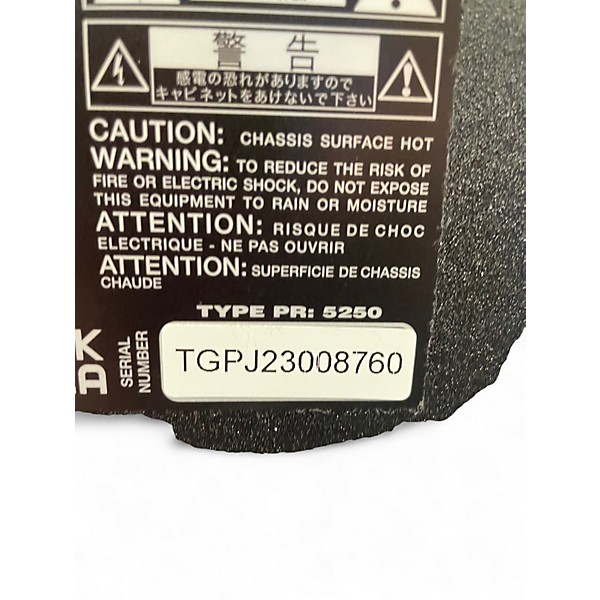 警告
感電の恐れがありますので
キャビネットをあけないで下さい
CAUTION: CHASSIS SURFACE HOT
WARNING: TO REDUCE THE RISK OF
FIRE OR ELECTRIC SHOCK, DO NOT EXPOSE
THIS EQUIPMENT TO RAIN OR MOISTURE
ATTENTION: RISQUE DE CHOC
ELECTRIQUE - NE PAS OUVRIR
ATTENTION: SUPERFICIE DE CHASSIS
CHAUDE
TYPE PR: 5250
SERIAL
NUMBER
TGPJ23008760